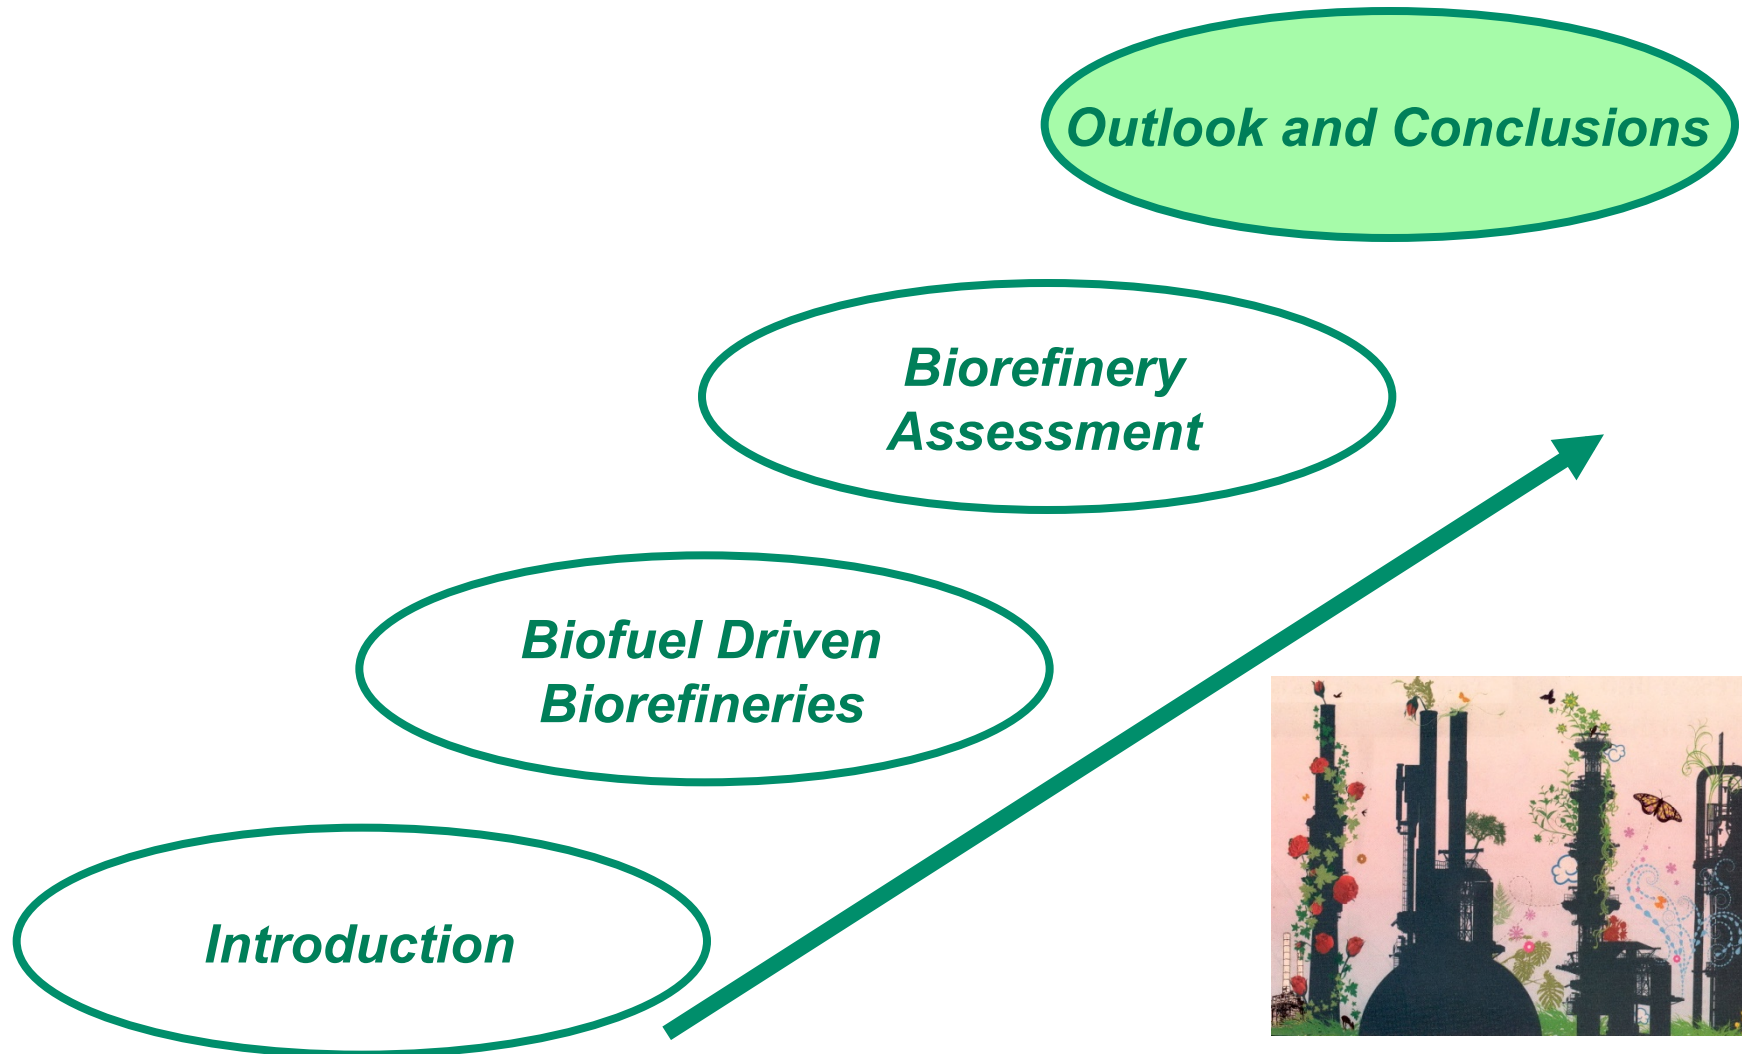 Outlook and Conclusions
Biorefinery
Assessment
Biofuel Driven
Biorefineries
Introduction